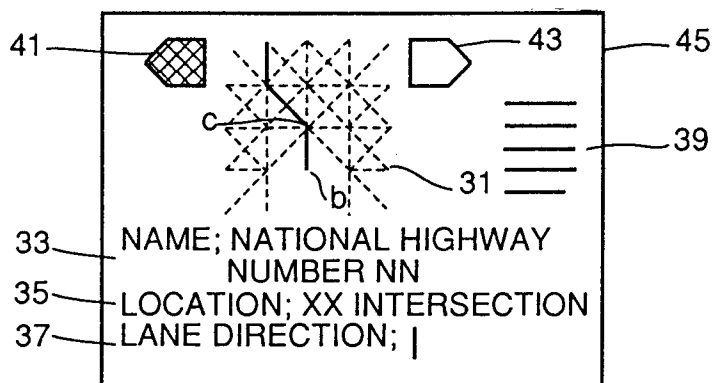 41
43
45
c
39
31
b
33
NAME; NATIONAL HIGHWAY
NUMBER NN
35
LOCATION; XX INTERSECTION
37
LANE DIRECTION;